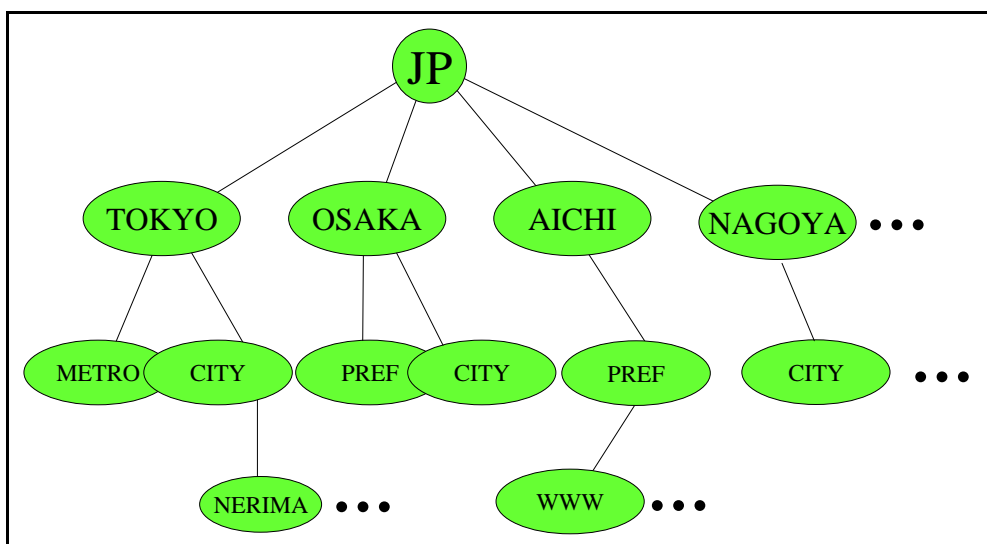 JP
TOKYO OSAKA AICHI NAGOYA •••
METRO CITY PREF CITY PREF CITY •••
NERIMA ••• WWW •••